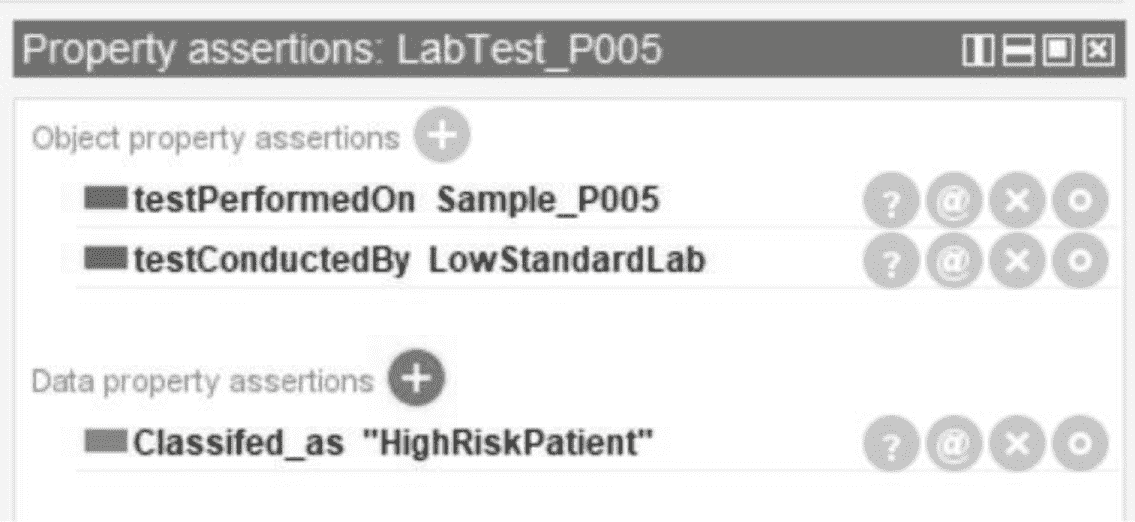 Property assertions: LabTest_P005
Object property assertions
testPerformedOn Sample_P005
testConductedBy LowStandardLab
Data property assertions
Classifed_as "HighRiskPatient"